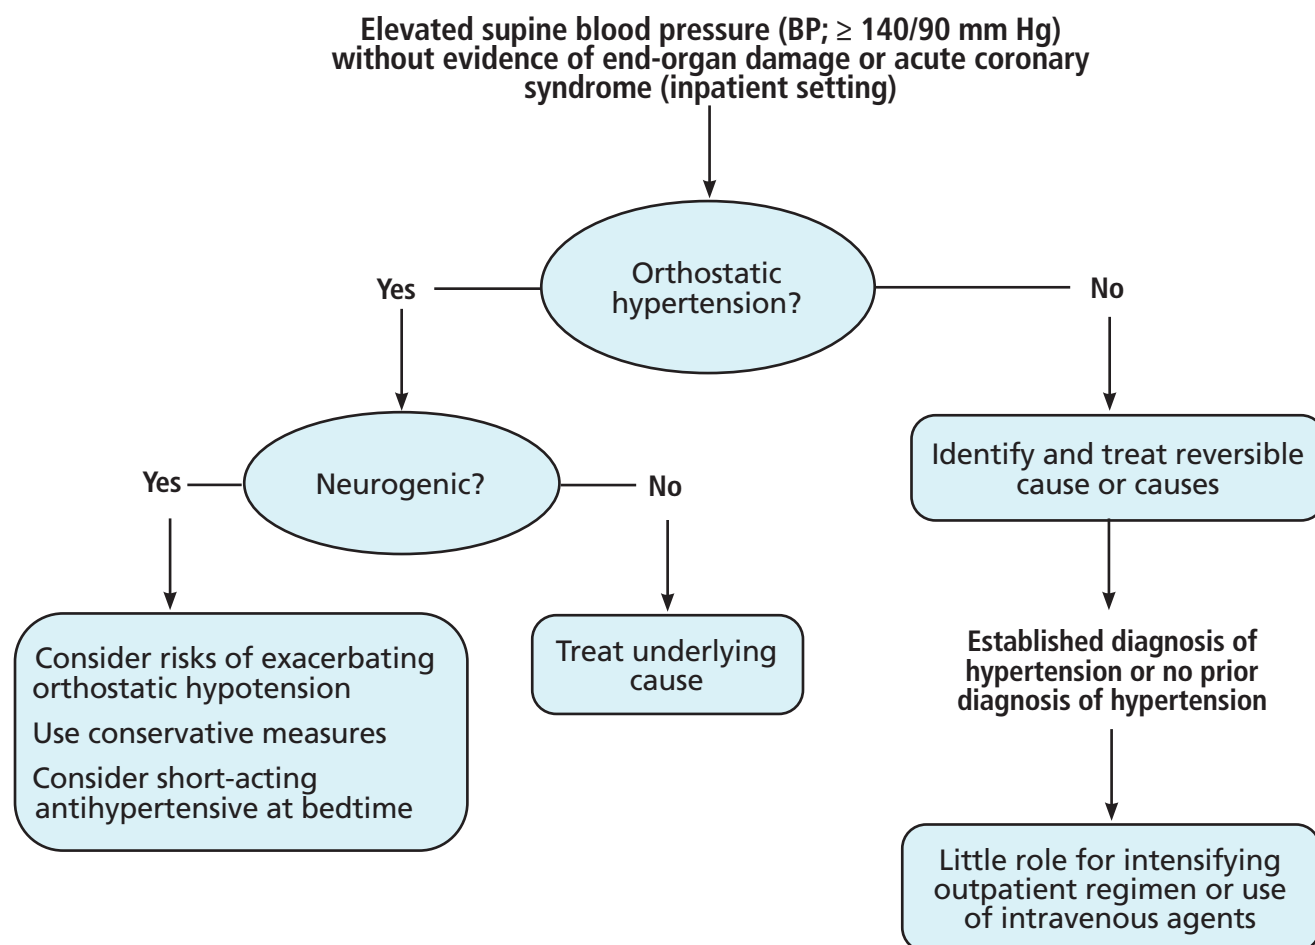 Elevated supine blood pressure (BP; ≥ 140/90 mm Hg)
without evidence of end-organ damage or acute coronary
syndrome (inpatient setting)
Orthostatic
hypertension?
Yes
No
Neurogenic?
Yes
No
Identify and treat reversible
cause or causes
Consider risks of exacerbating
orthostatic hypotension
Use conservative measures
Consider short-acting
antihypertensive at bedtime
Treat underlying
cause
Established diagnosis of
hypertension or no prior
diagnosis of hypertension
Little role for intensifying
outpatient regimen or use
of intravenous agents